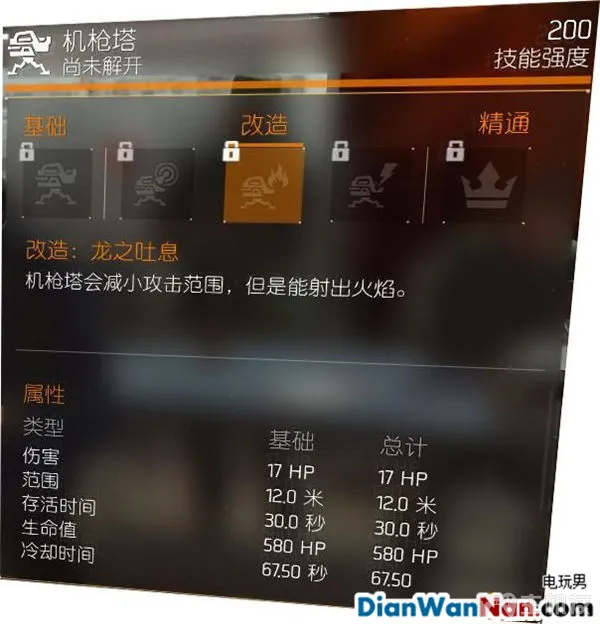 机枪塔
尚未解开
200
技能强度
基础
改造
精通
改造：龙之吐息
机枪塔会减小攻击范围，但是能射出火焰。
属性
类型 基础 总计
伤害 17 HP 17 HP
范围 12.0 米 12.0 米
存活时间 30.0 秒 30.0 秒
生命值 580 HP 580 HP
冷却时间 67.50 秒 67.50
电玩男
DianWanNan.com